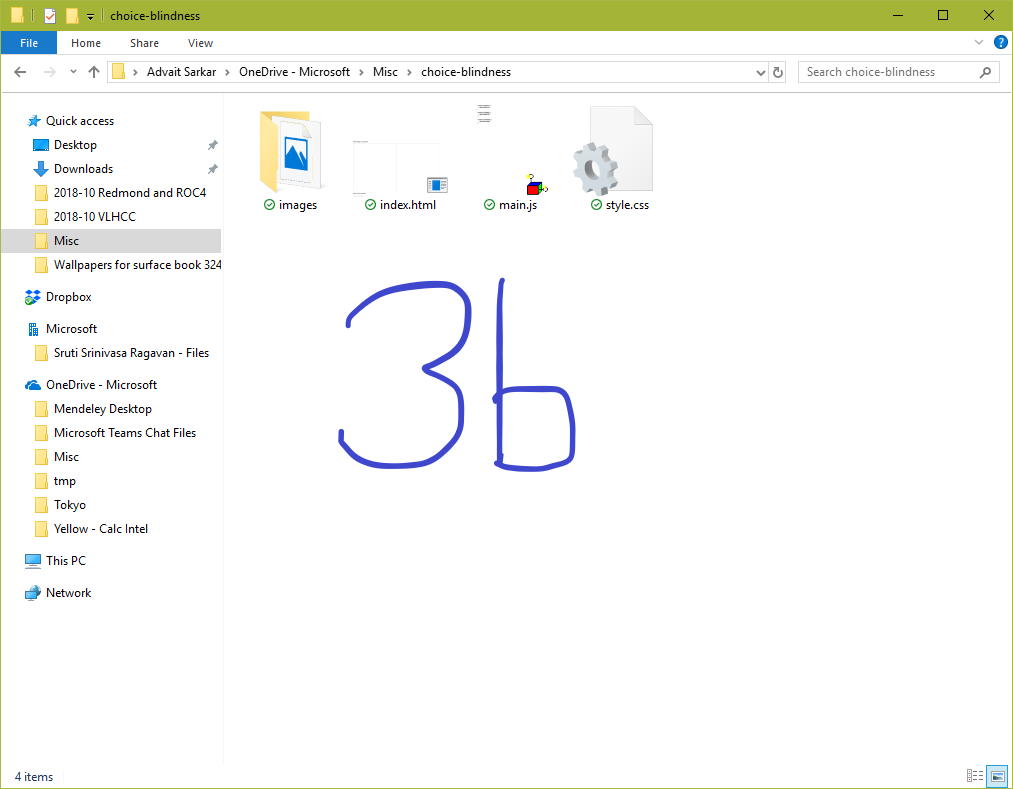 choice-blindness
File Home Share View
Advait Sarkar OneDrive - Microsoft Misc choice-blindness
Search choice-blindness
Quick access
Desktop
Downloads
2018-10 Redmond and ROC4
2018-10 VLHCC
Misc
Wallpapers for surface book 324
Dropbox
Microsoft
Sruti Srinivasa Ragavan - Files
OneDrive - Microsoft
Mendeley Desktop
Microsoft Teams Chat Files
Misc
tmp
Tokyo
Yellow - Calc Intel
This PC
Network
images index.html main.js style.css
3b
4 items